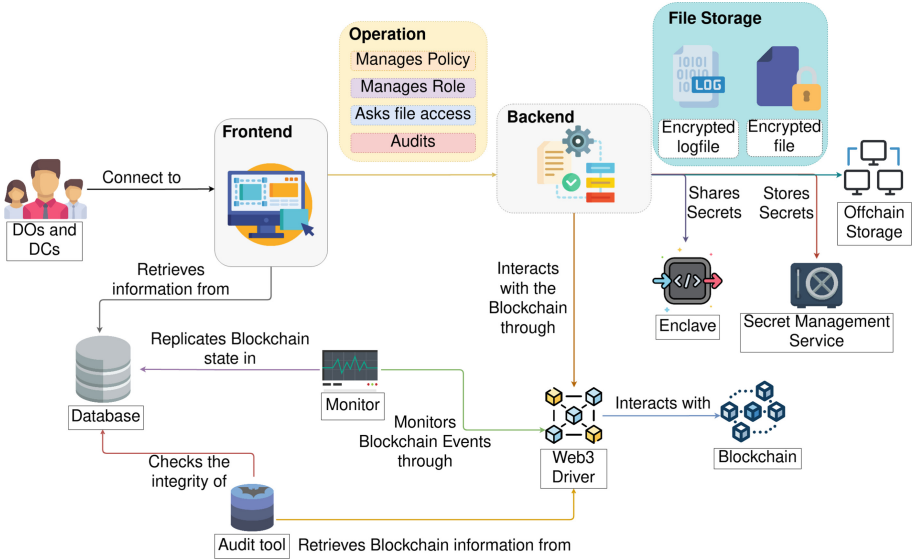 Operation
Manages Policy
Manages Role
Asks file access
Audits
File Storage
10101
01010
10
LOG
Encrypted
logfile
Encrypted
file
Frontend
Backend
Connect to
DOs and
DCs
Shares
Secrets
Stores
Secrets
Offchain
Storage
Retrieves
information from
Interacts
with the
Blockchain
through
</>
Enclave
Secret Management
Service
Replicates Blockchain
state in
Database
Monitor
Monitors
Blockchain Events
through
Interacts with
Web3
Driver
Blockchain
Checks the
integrity of
Audit tool
Retrieves Blockchain information from